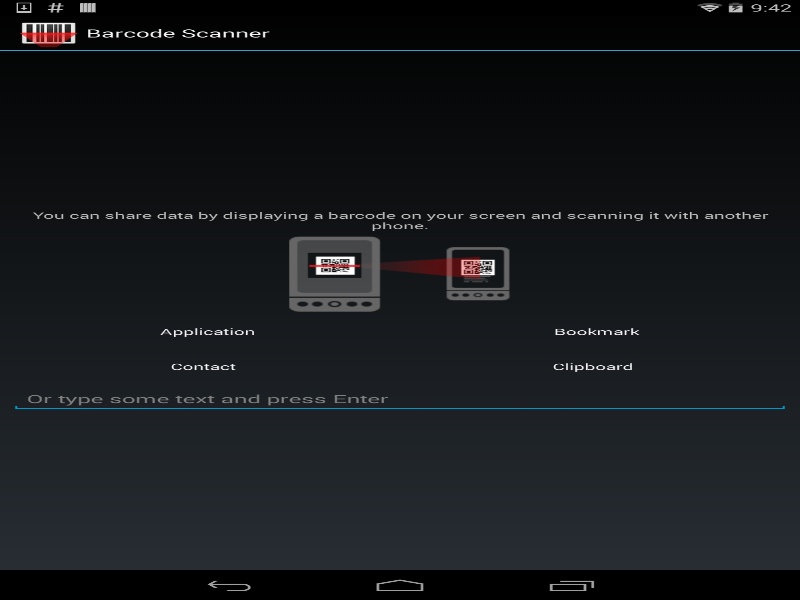 # 9:42
Barcode Scanner
You can share data by displaying a barcode on your screen and scanning it with another
phone.
Application Bookmark
Contact Clipboard
Or type some text and press Enter